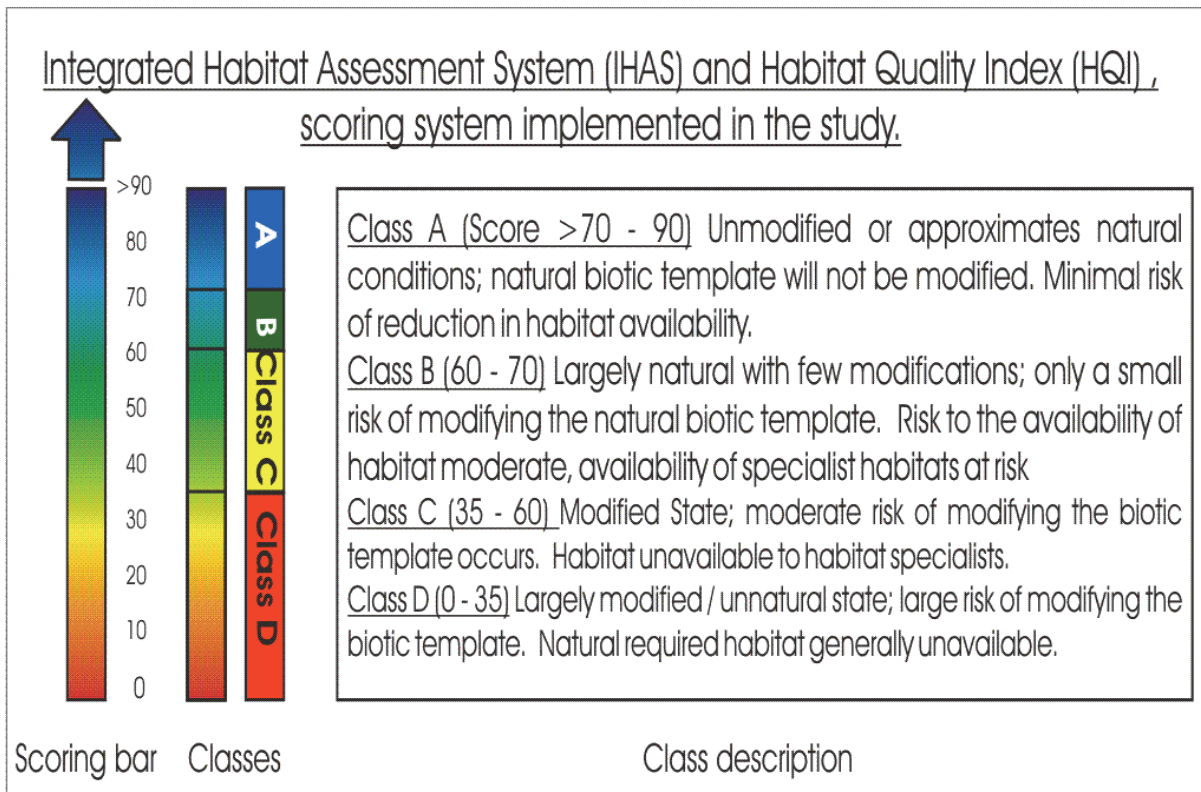 Integrated Habitat Assessment System (IHAS) and Habitat Quality Index (HQI) ,
scoring system implemented in the study.
>90
80
70
60
50
40
30
20
10
0
A
B
Class C
Class D
Class A (Score >70 - 90) Unmodified or approximates natural
conditions; natural biotic template will not be modified. Minimal risk
of reduction in habitat availability.
Class B (60 - 70) Largely natural with few modifications; only a small
risk of modifying the natural biotic template. Risk to the availability of
habitat moderate, availability of specialist habitats at risk
Class C (35 - 60) Modified State; moderate risk of modifying the biotic
template occurs. Habitat unavailable to habitat specialists.
Class D (0 - 35) Largely modified / unnatural state; large risk of modifying the
biotic template. Natural required habitat generally unavailable.
Scoring bar
Classes
Class description